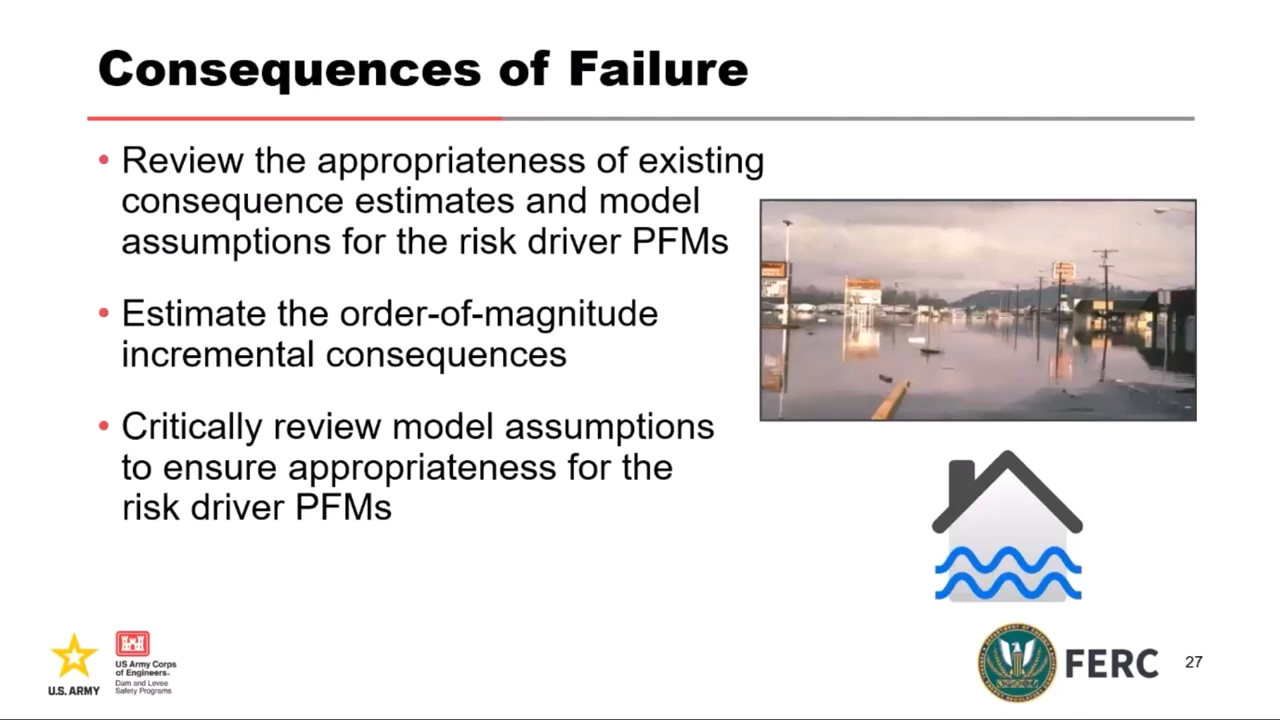 Consequences of Failure
• Review the appropriateness of existing
consequence estimates and model
assumptions for the risk driver PFMs
• Estimate the order-of-magnitude
incremental consequences
• Critically review model assumptions
to ensure appropriateness for the
risk driver PFMs
U.S. ARMY
US Army Corps
of Engineers®
Dam and Levee
Safety Programs
FERC
27